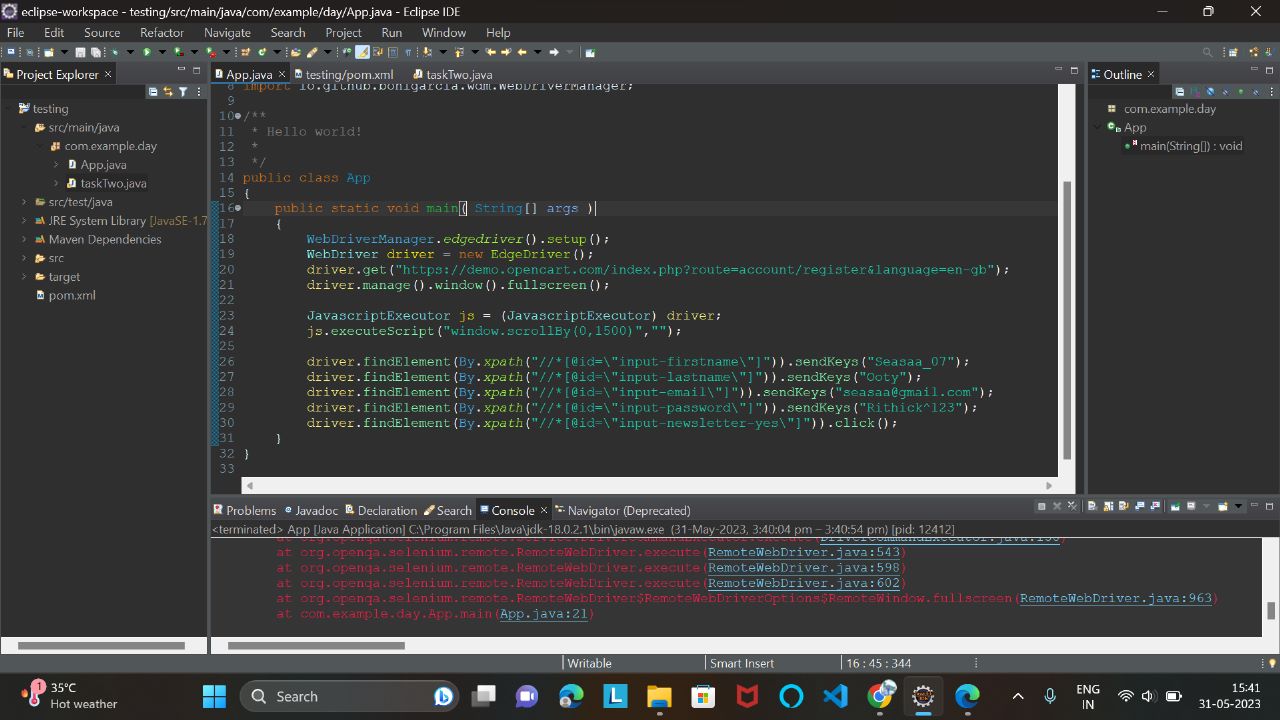 eclipse-workspace - testing/src/main/java/com/example/day/App.java - Eclipse IDE
File Edit Source Refactor Navigate Search Project Run Window Help
Project Explorer
App.java testing/pom.xml taskTwo.java
Outline
testing
src/main/java
com.example.day
App.java
taskTwo.java
src/test/java
JRE System Library [JavaSE-1.7
Maven Dependencies
src
target
pom.xml
8 import io.github.bonigarcia.wdm.WebDriverManager;
9
10 /**
11 * Hello world!
12 *
13 */
14 public class App
15 {
16 public static void main( String[] args )
17 {
18 WebDriverManager.edgedriver().setup();
19 WebDriver driver = new EdgeDriver();
20 driver.get("https://demo.opencart.com/index.php?route=account/register&language=en-gb");
21 driver.manage().window().fullscreen();
22
23 JavascriptExecutor js = (JavascriptExecutor) driver;
24 js.executeScript("window.scrollBy(0,1500)","");
25
26 driver.findElement(By.xpath("//*[@id=\"input-firstname\"]")).sendKeys("Seasaa_07");
27 driver.findElement(By.xpath("//*[@id=\"input-lastname\"]")).sendKeys("Ooty");
28 driver.findElement(By.xpath("//*[@id=\"input-email\"]")).sendKeys("seasaa@gmail.com");
29 driver.findElement(By.xpath("//*[@id=\"input-password\"]")).sendKeys("Rithick^123");
30 driver.findElement(By.xpath("//*[@id=\"input-newsletter-yes\"]")).click();
31 }
32 }
33
com.example.day
App
main(String[]) : void
Problems Javadoc Declaration Search Console Navigator (Deprecated)
<terminated> App [Java Application] C:\Program Files\Java\jdk-18.0.2.1\bin\javaw.exe (31-May-2023, 3:40:04 pm – 3:40:54 pm) [pid: 12412]
at org.openqa.selenium.remote.RemoteWebDriver.execute(RemoteWebDriver.java:543)
at org.openqa.selenium.remote.RemoteWebDriver.execute(RemoteWebDriver.java:598)
at org.openqa.selenium.remote.RemoteWebDriver.execute(RemoteWebDriver.java:602)
at org.openqa.selenium.remote.RemoteWebDriver$RemoteWebDriverOptions$RemoteWindow.fullscreen(RemoteWebDriver.java:963)
at com.example.day.App.main(App.java:21)
Writable Smart Insert 16 : 45 : 344
1
35°C
Hot weather
Search
ENG
IN
15:41
31-05-2023